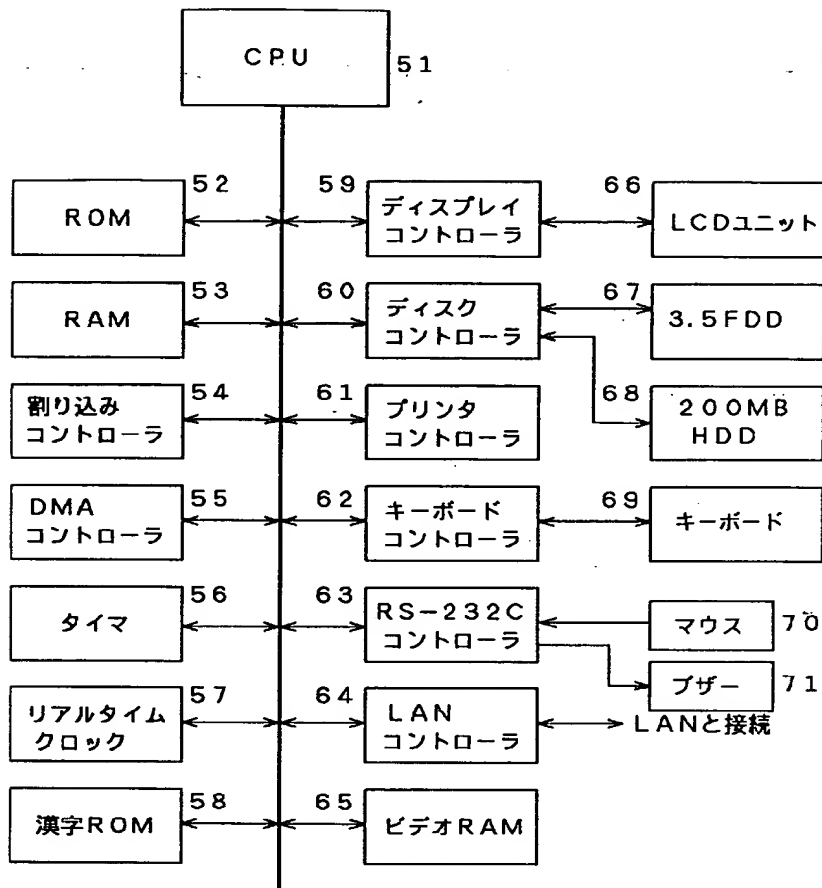 CPU
51
52
59
66
ROM
ディスプレイ
コントローラ
LCDユニット
53
60
67
RAM
ディスク
コントローラ
3.5FDD
54
61
68
割り込み
コントローラ
プリンタ
コントローラ
200MB
HDD
55
62
69
DMA
コントローラ
キーボード
コントローラ
キーボード
56
63
タイマ
RS-232C
コントローラ
マウス
70
ブザー
71
57
64
リアルタイム
クロック
LAN
コントローラ
LANと接続
58
65
漢字ROM
ビデオRAM